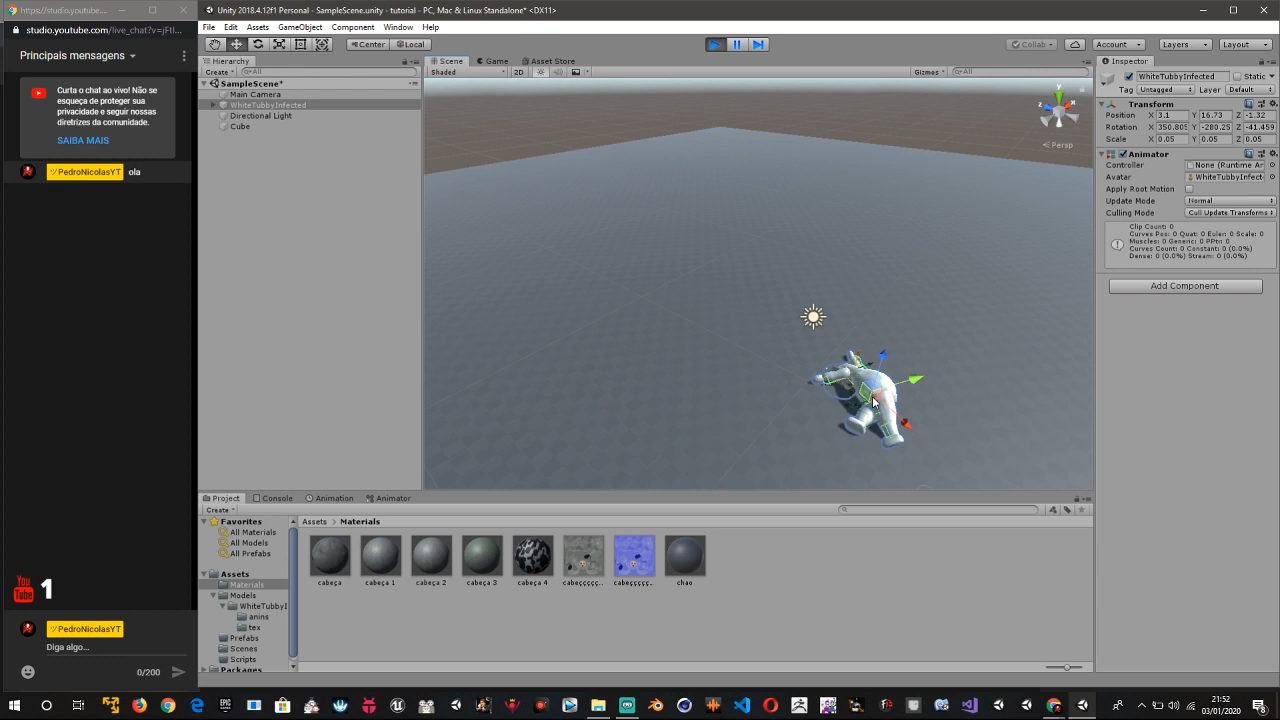 https://studio.youtube....
studio.youtube.com/live_chat?v=jFtl...
Principais mensagens
Curta o chat ao vivo! Não se
esqueça de proteger sua
privacidade e seguir nossas
diretrizes da comunidade.
SAIBA MAIS
PedroNicolasYT ola
You
Tube 1
PedroNicolasYT
Diga algo...
0/200
Unity 2018.4.12f1 Personal - SampleScene.unity - tutorial - PC, Mac & Linux Standalone* <DX11>
File Edit Assets GameObject Component Window Help
Center Local
Collab Account Layers Layout
Hierarchy
Create All
SampleScene*
Main Camera
WhiteTubbyInfected
Directional Light
Cube
Scene Game Asset Store
Shaded 2D Gizmos All
y
x
z
Persp
Inspector
WhiteTubbyInfected Static
Tag Untagged Layer Default
Transform
Position X 3.1 Y 16.73 Z -1.32
Rotation X 350.805 Y -280.25 Z -41.459
Scale X 0.05 Y 0.05 Z 0.05
Animator
Controller None (Runtime Ar
Avatar WhiteTubbyInfect
Apply Root Motion
Update Mode Normal
Culling Mode Cull Update Transforms
Clip Count: 0
Curves Pos: 0 Quat: 0 Euler: 0 Scale: 0
Muscles: 0 Generic: 0 PPtr: 0
Curves Count: 0 Constant: 0 (0.0%)
Dense: 0 (0.0%) Stream: 0 (0.0%)
Add Component
Project Console Animation Animator
Create
Favorites
All Materials
All Models
All Prefabs
Assets
Materials
Models
WhiteTubbyI
anins
tex
Prefabs
Scenes
Scripts
Packages
Assets Materials
cabeça cabeça 1 cabeça 2 cabeça 3 cabeça 4 cabeççççç.. cabeççççç.. chao
21:52
03/01/2020